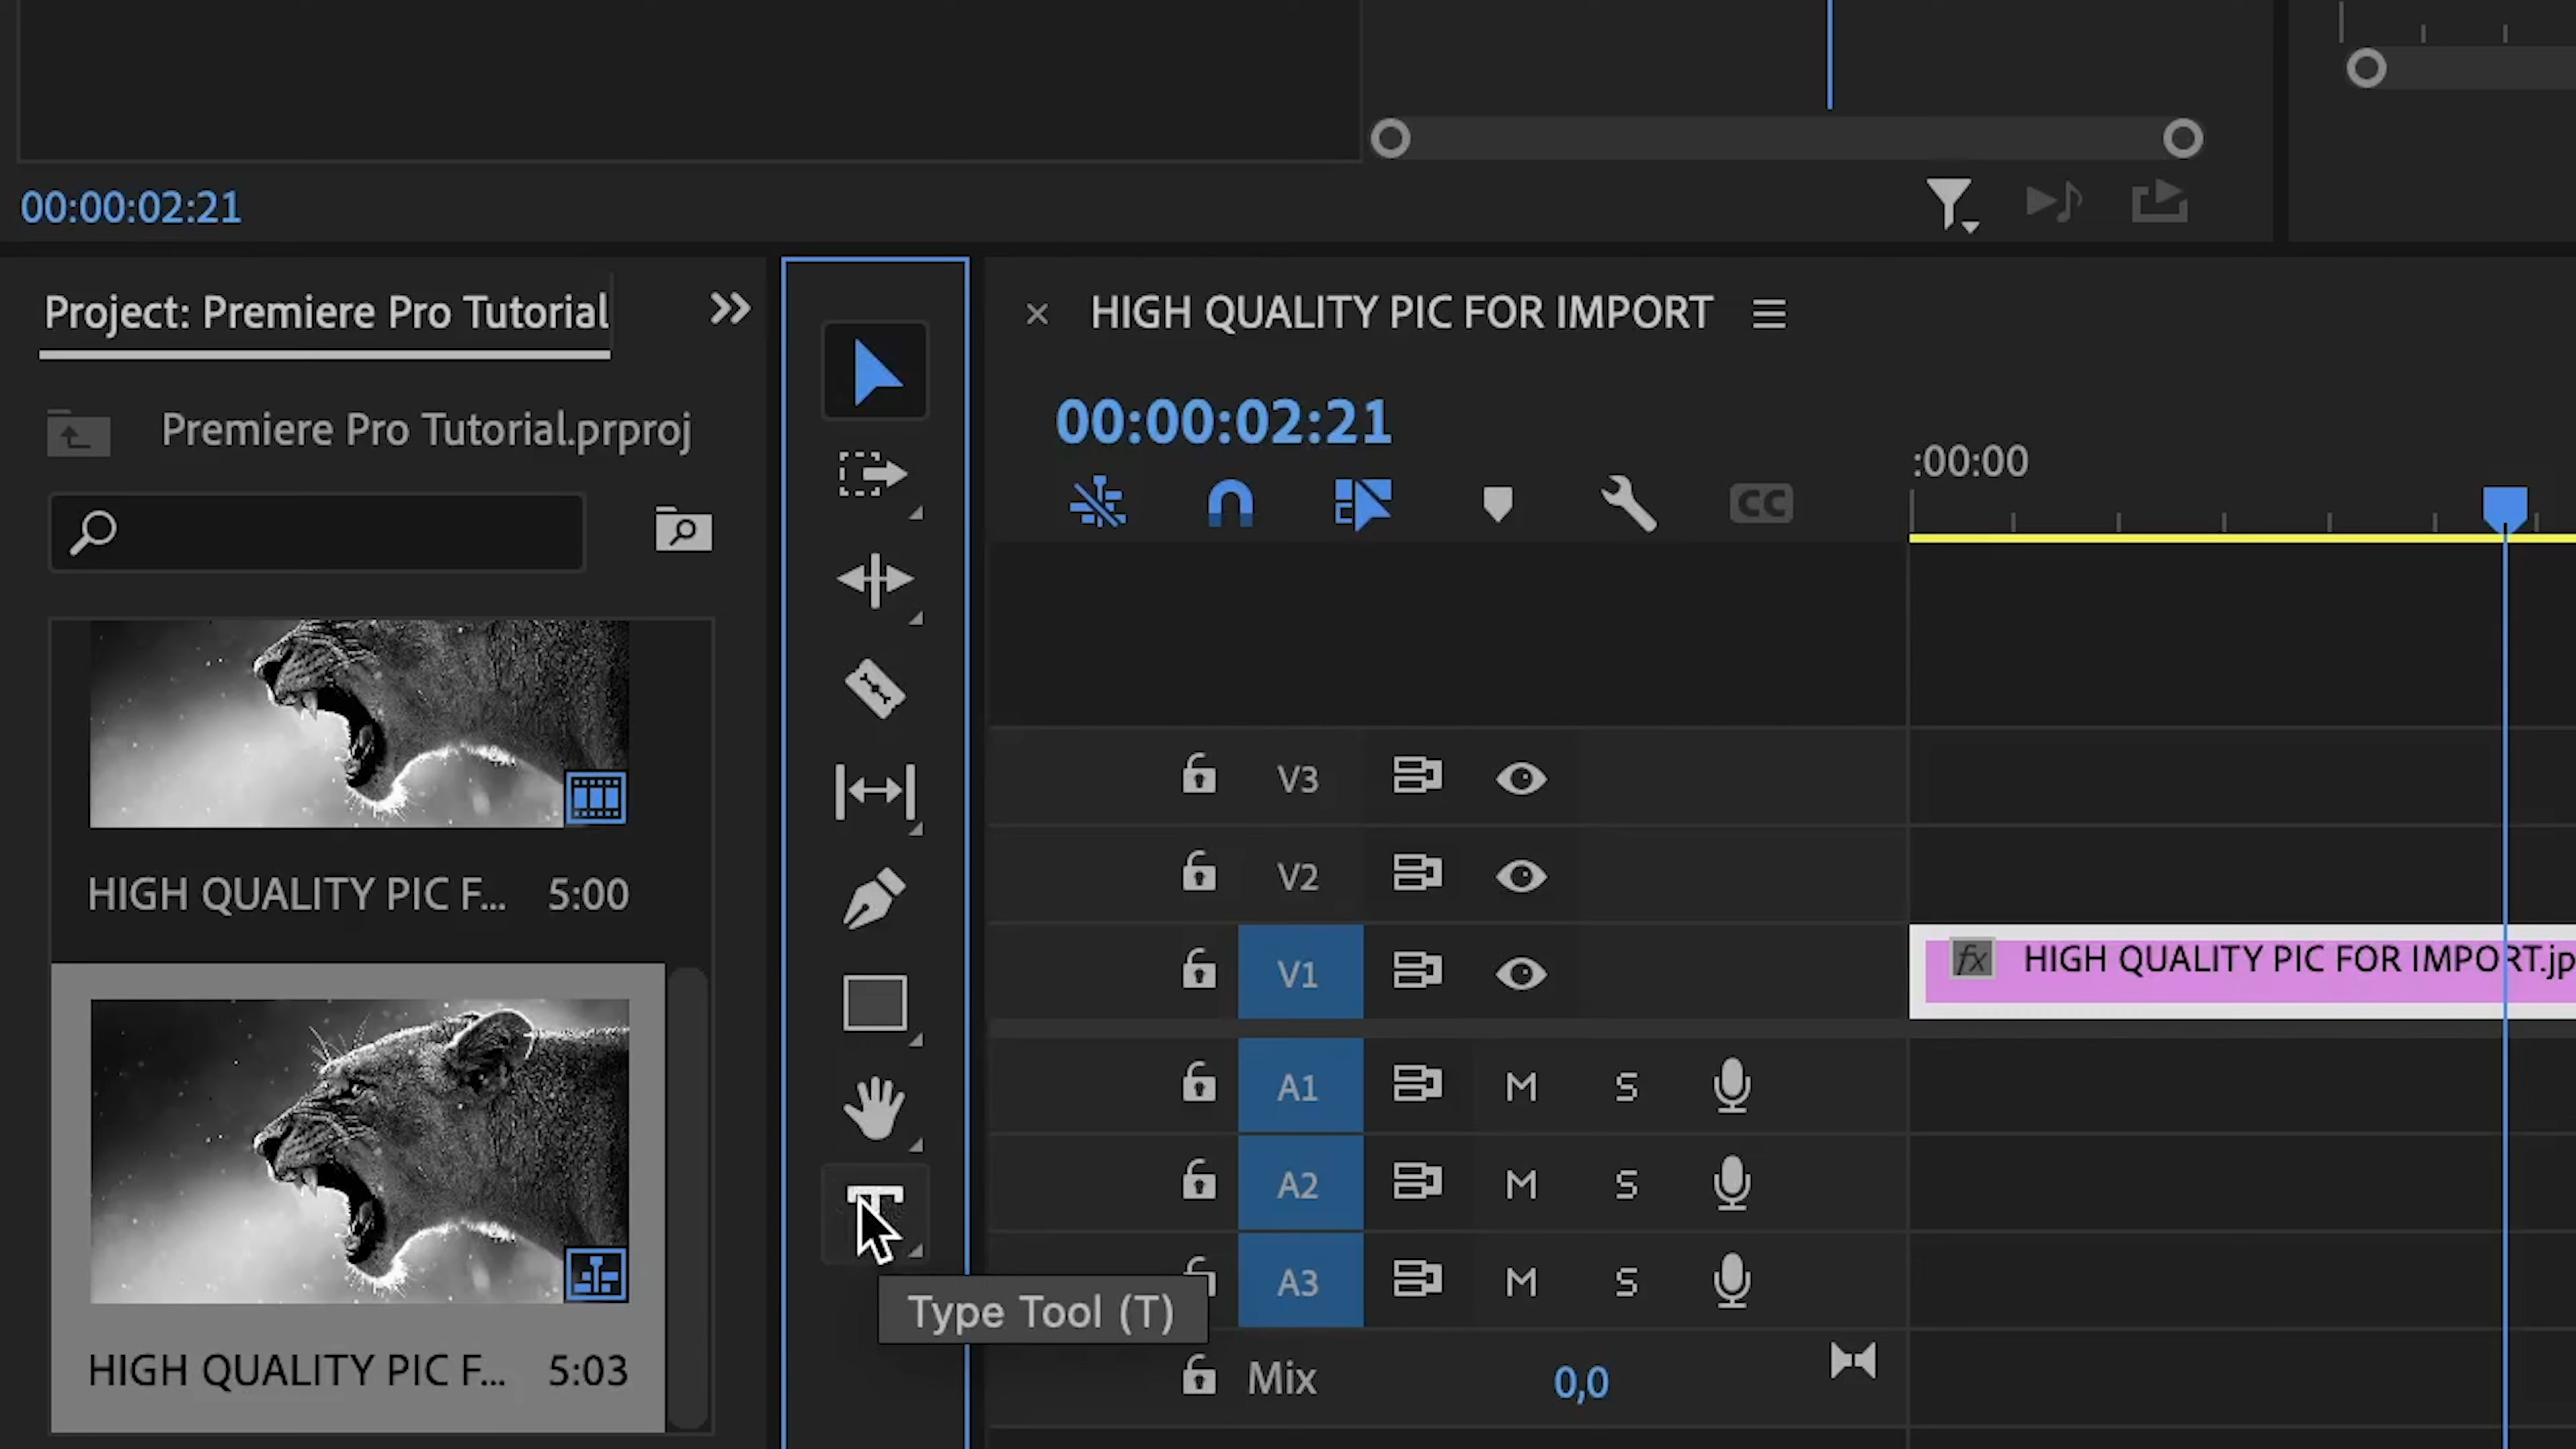 00:00:02:21
Project: Premiere Pro Tutorial
Premiere Pro Tutorial.prproj
HIGH QUALITY PIC F... 5:00
HIGH QUALITY PIC F... 5:03
Type Tool (T)
× HIGH QUALITY PIC FOR IMPORT
00:00:02:21
CC
:00:00
V3
V2
V1
fx HIGH QUALITY PIC FOR IMPORT.jp
A1 M S
A2 M S
A3 M S
Mix 0,0